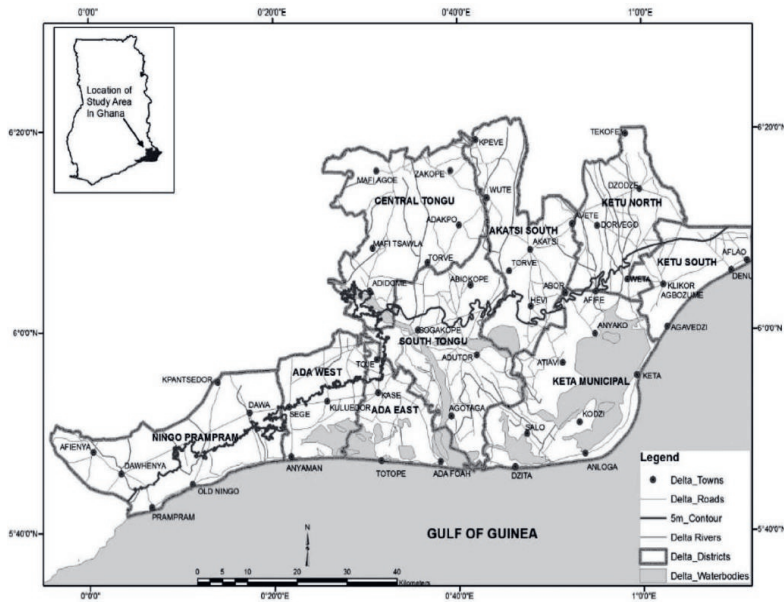 0°0'0"
0°20'0"E
0°40'0"E
1°0'0"E
Location of
Study Area
In Ghana
6°20'0"N
6°20'0"N
TEKOFE
KPEVE
MAFI AGOE
ZAKOPE
DZODZE
WUTE
KETU NORTH
CENTRAL TONGU
ADAKPO
AKATSI SOUTH
AVETE
DORVEGO
MAFI TSAWLA
AKATSI
KETU SOUTH
TORVE
TORVE
AFLAO
ADIDOME
ABIOKOPE
WETA
DENU
ABOR
KLIKOR
HEVI
AFIFE
AGBOZUME
6°0'0"N
6°0'0"N
SOGAKOPE
ANYAKO
AGAVEDZI
SOUTH TONGU
ADUTOR
TOJE
ATIAVI
ADA WEST
KETA MUNICIPAL
KETA
KPANTSEDOR
KASE
DAWA
SEGE
KULUEDOR
ADA EAST
AGOTAGA
KODZI
SALO
NINGO PRAMPRAM
AFIENYA
DAWHENYA
ANYAMAN
TOTOPE
ADA FOAH
DZITA
ANLOGA
OLD NINGO
PRAMPRAM
5°40'0"N
GULF OF GUINEA
N
0 5 10 20 30 40
Kilometers
Legend
Delta_Towns
Delta_Roads
5m_Contour
Delta Rivers
Delta_Districts
Delta_Waterbodies
0°0'0"
0°20'0"E
0°40'0"E
1°0'0"E